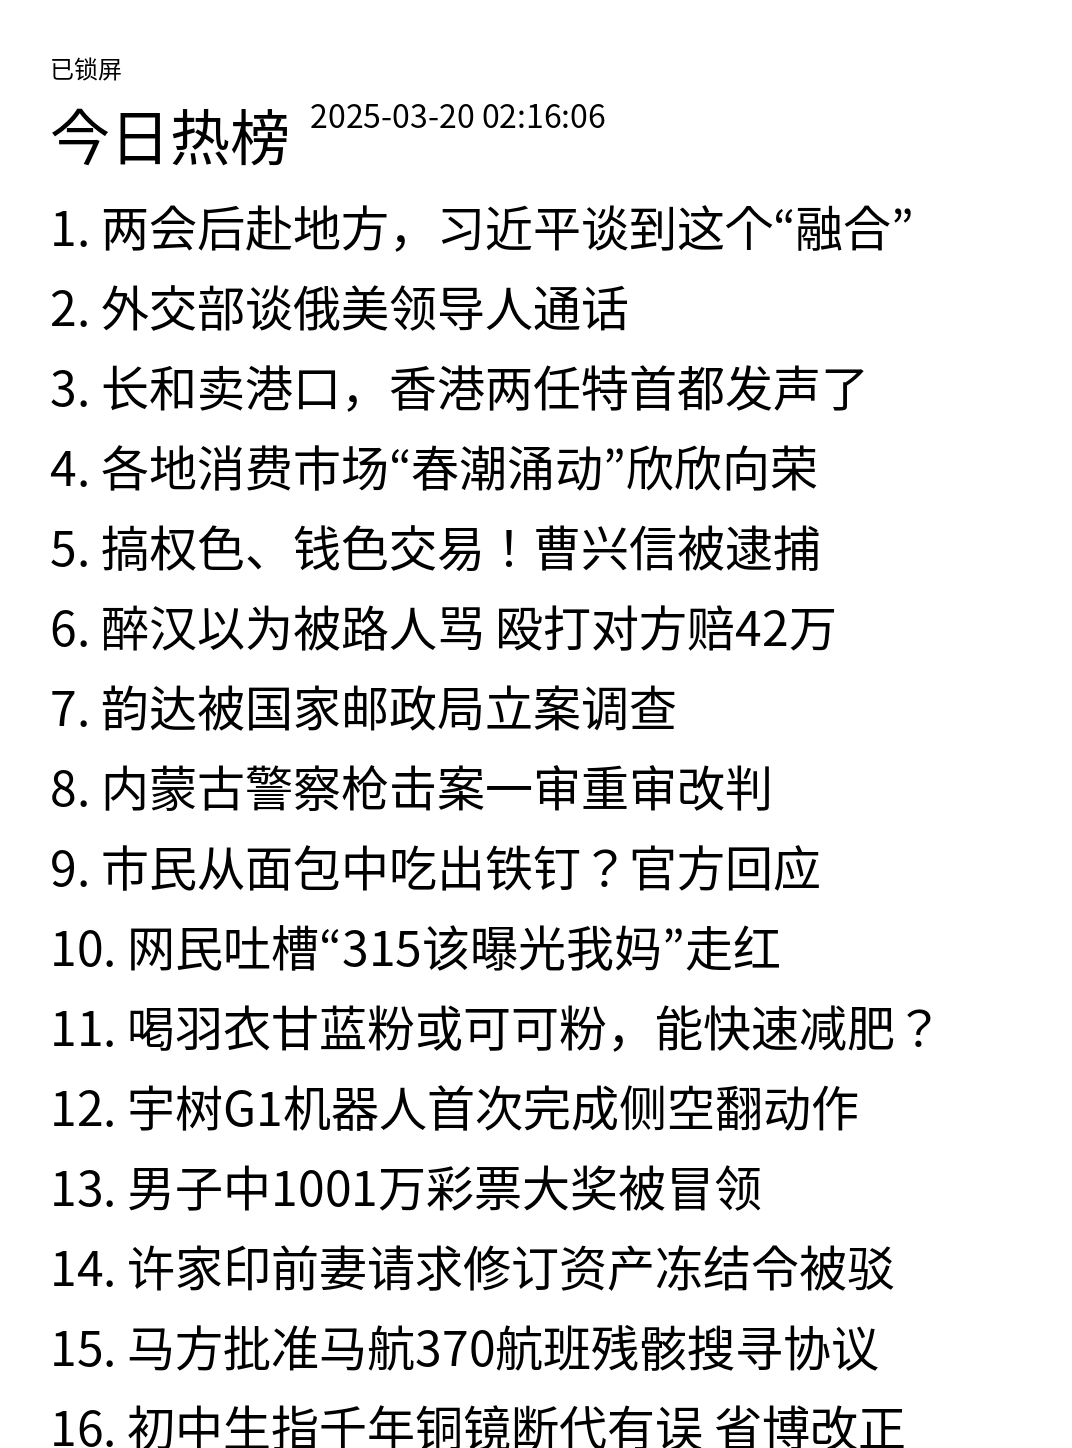 已锁屏
今日热榜 2025-03-20 02:16:06
1. 两会后赴地方，习近平谈到这个“融合”
2. 外交部谈俄美领导人通话
3. 长和卖港口，香港两任特首都发声了
4. 各地消费市场“春潮涌动”欣欣向荣
5. 搞权色、钱色交易！曹兴信被逮捕
6. 醉汉以为被路人骂 殴打对方赔42万
7. 韵达被国家邮政局立案调查
8. 内蒙古警察枪击案一审重审改判
9. 市民从面包中吃出铁钉？官方回应
10. 网民吐槽“315该曝光我妈”走红
11. 喝羽衣甘蓝粉或可可粉，能快速减肥？
12. 宇树G1机器人首次完成侧空翻动作
13. 男子中1001万彩票大奖被冒领
14. 许家印前妻请求修订资产冻结令被驳
15. 马方批准马航370航班残骸搜寻协议
16. 初中生指千年铜镜断代有误 省博改正